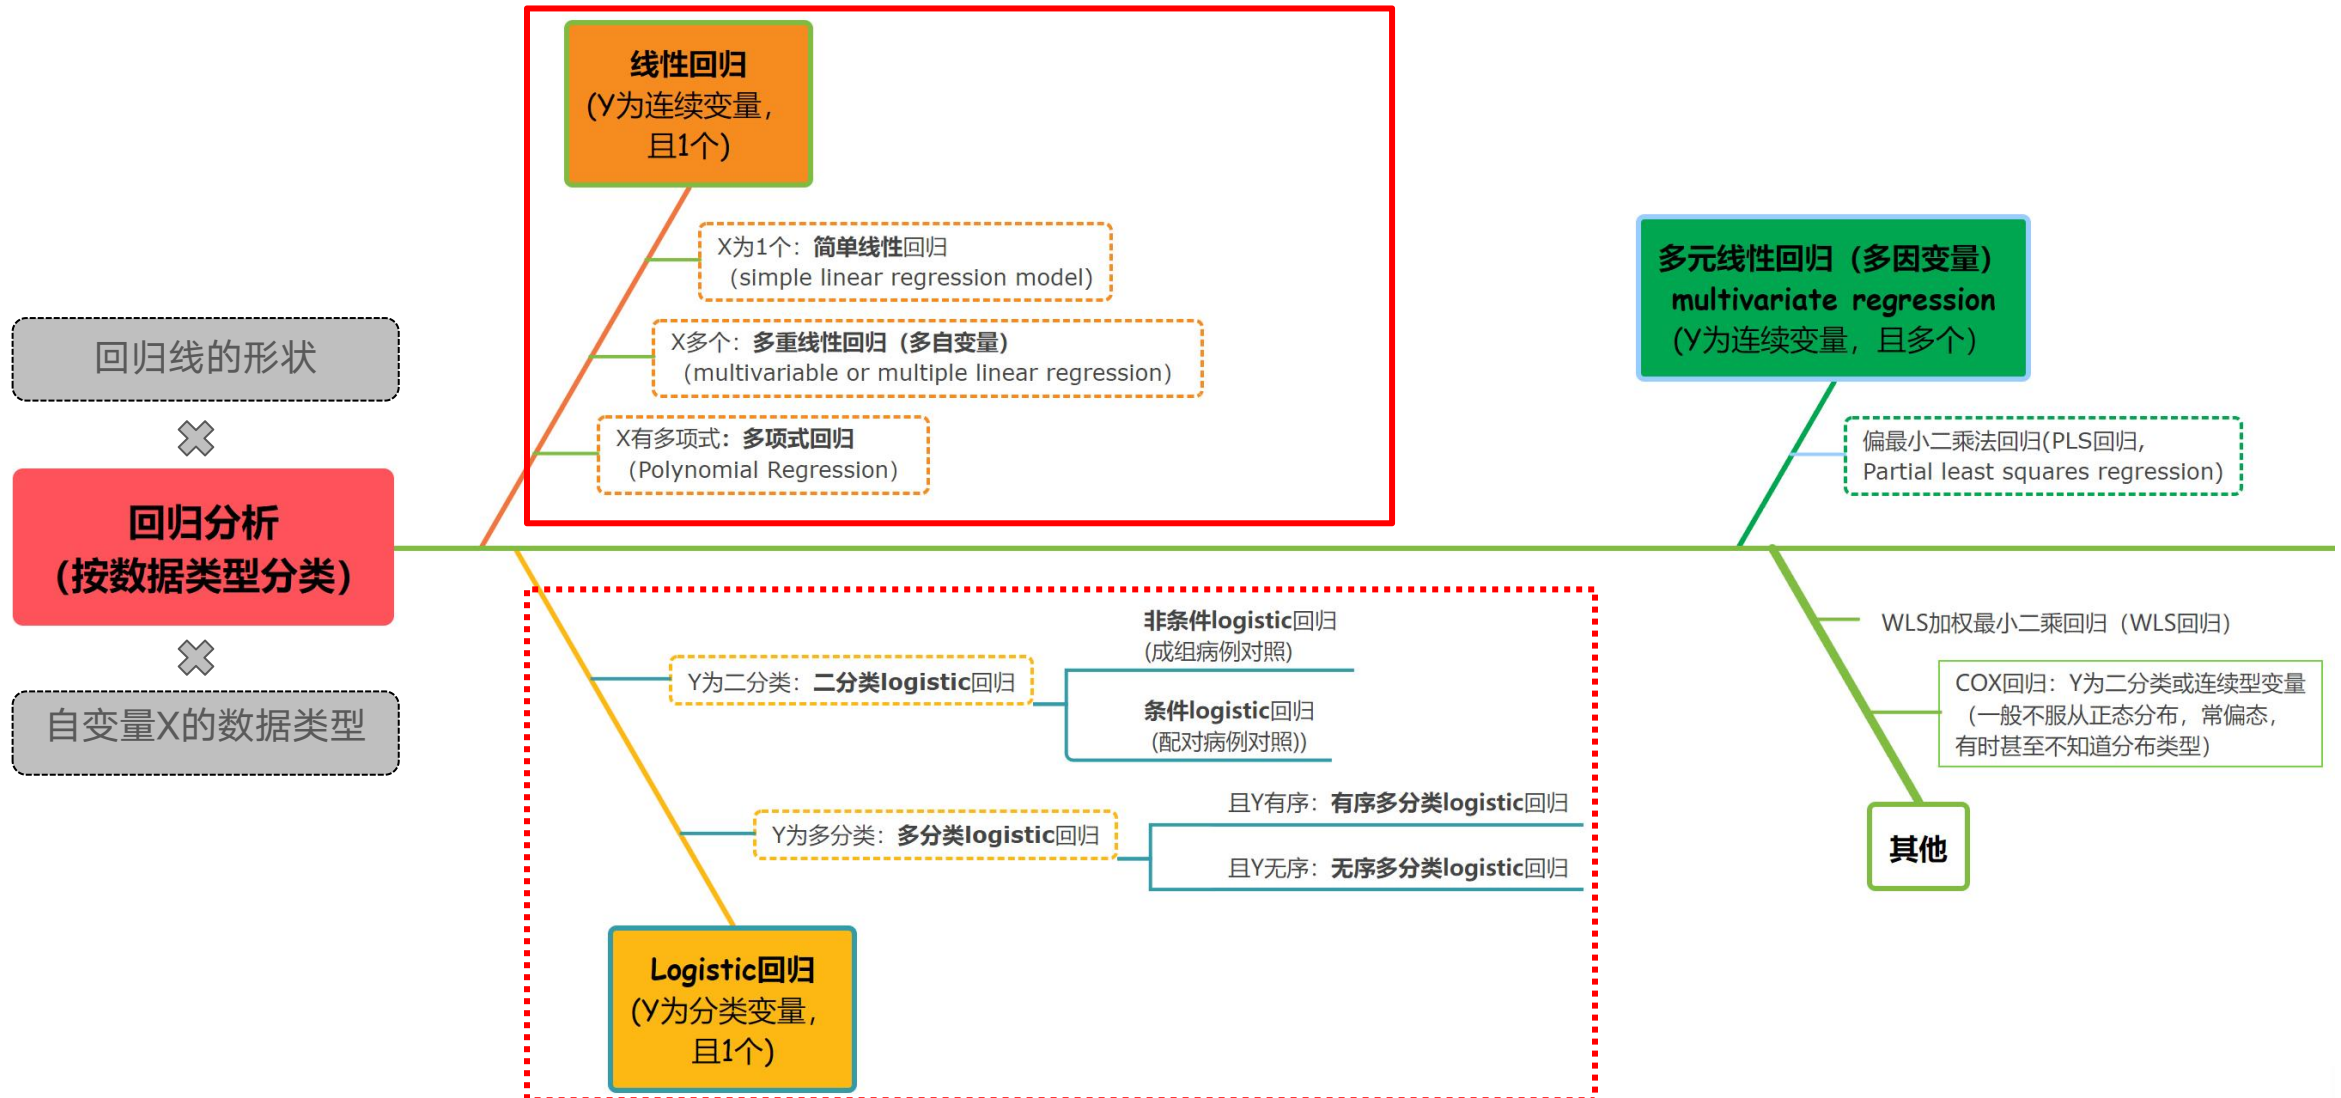 线性回归
(Y为连续变量，
且1个)
X为1个：简单线性回归
（simple linear regression model）
X多个：多重线性回归（多自变量）
（multivariable or multiple linear regression）
X有多项式：多项式回归
（Polynomial Regression）
回归线的形状
回归分析
（按数据类型分类）
自变量X的数据类型
Y为二分类：二分类logistic回归
非条件logistic回归
(成组病例对照)
条件logistic回归
(配对病例对照))
Y为多分类：多分类logistic回归
且Y有序：有序多分类logistic回归
且Y无序：无序多分类logistic回归
Logistic回归
(Y为分类变量，
且1个)
多元线性回归（多因变量）
multivariate regression
(Y为连续变量，且多个）
偏最小二乘法回归(PLS回归,
Partial least squares regression)
WLS加权最小二乘回归（WLS回归）
COX回归：Y为二分类或连续型变量
（一般不服从正态分布，常偏态，
有时甚至不知道分布类型）
其他